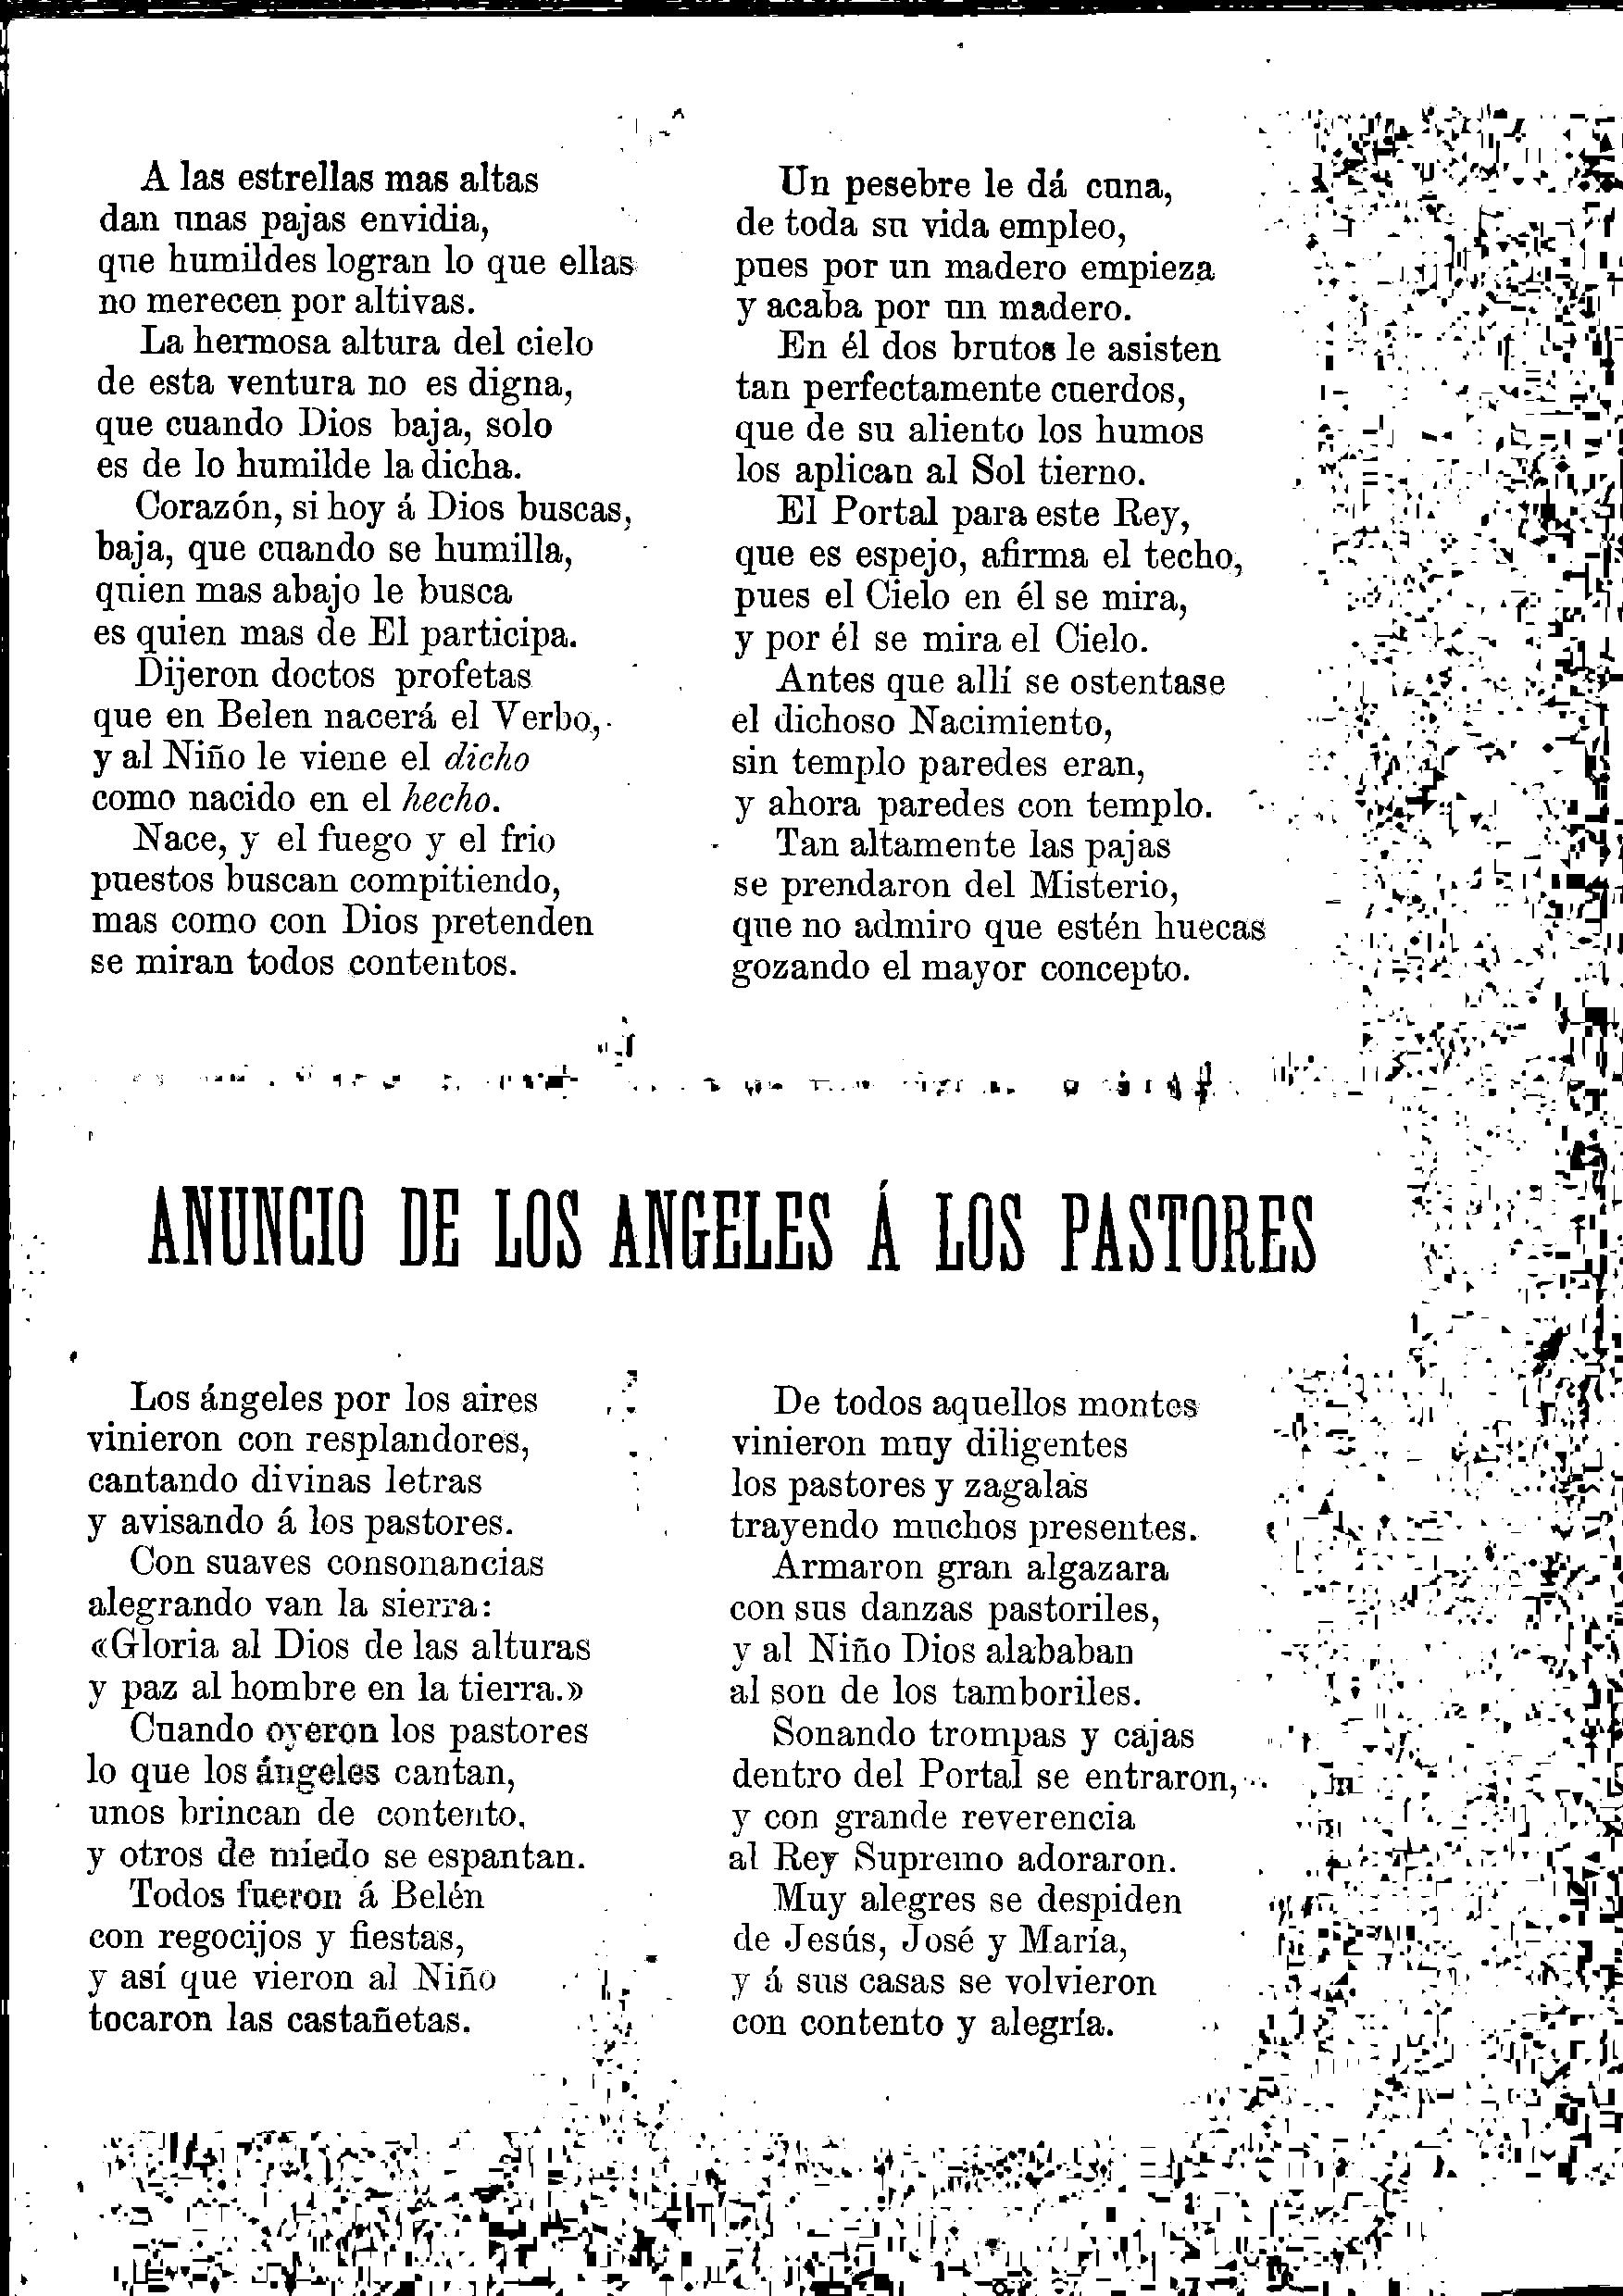 A las estrellas mas altas
dan unas pajas envidia,
que humildes logran lo que ellas
no merecen por altivas.
La hermosa altura del cielo
de esta ventura no es digna,
que cuando Dios baja, solo
es de lo humilde la dicha.
Corazón, si hoy á Dios buscas,
baja, que cuando se humilla,
quien mas abajo le busca
es quien mas de El participa.
Dijeron doctos profetas
que en Belen nacerá el Verbo,
y al Niño le viene el dicho
como nacido en el hecho.
Nace, y el fuego y el frio
puestos buscan compitiendo,
mas como con Dios pretenden
se miran todos contentos.
Un pesebre le dá cuna,
de toda su vida empleo,
pues por un madero empieza
y acaba por un madero.
En él dos brutos le asisten
tan perfectamente cuerdos,
que de su aliento los humos
los aplican al Sol tierno.
El Portal para este Rey,
que es espejo, afirma el techo,
pues el Cielo en él se mira,
y por él se mira el Cielo.
Antes que allí se ostentase
el dichoso Nacimiento,
sin templo paredes eran,
y ahora paredes con templo.
Tan altamente las pajas
se prendaron del Misterio,
que no admiro que estén huecas
gozando el mayor concepto.
ANUNCIO DE LOS ANGELES Á LOS PASTORES
Los ángeles por los aires
vinieron con resplandores,
cantando divinas letras
y avisando á los pastores.
Con suaves consonancias
alegrando van la sierra:
«Gloria al Dios de las alturas
y paz al hombre en la tierra.»
Cuando oyeron los pastores
lo que los ángeles cantan,
unos brincan de contento,
y otros de miedo se espantan.
Todos fueron á Belén
con regocijos y fiestas,
y así que vieron al Niño
tocaron las castañetas.
De todos aquellos montes
vinieron muy diligentes
los pastores y zagalas
trayendo muchos presentes.
Armaron gran algazara
con sus danzas pastoriles,
y al Niño Dios alababan
al son de los tamboriles.
Sonando trompas y cajas
dentro del Portal se entraron,
y con grande reverencia
al Rey Supremo adoraron.
Muy alegres se despiden
de Jesús, José y María,
y á sus casas se volvieron
con contento y alegría.